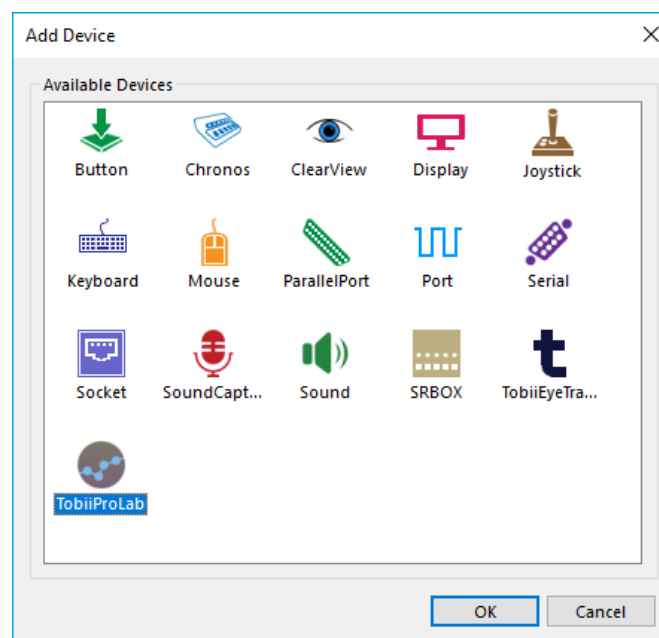 Add Device
Available Devices
Button Chronos ClearView Display Joystick
Keyboard Mouse ParallelPort Port Serial
Socket SoundCapt... Sound SRBOX TobiiEyeTra...
TobiiProLab
OK Cancel